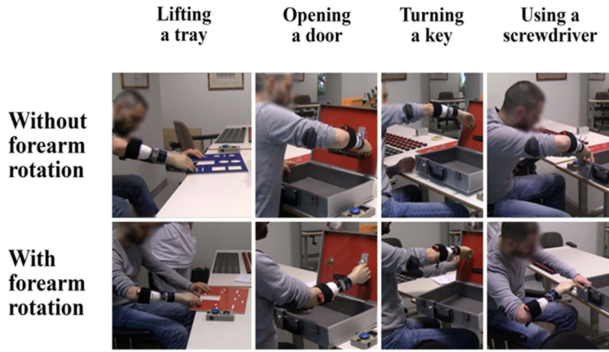 Lifting
a tray
Opening
a door
Turning
a key
Using a
screwdriver
Without
forearm
rotation
With
forearm
rotation